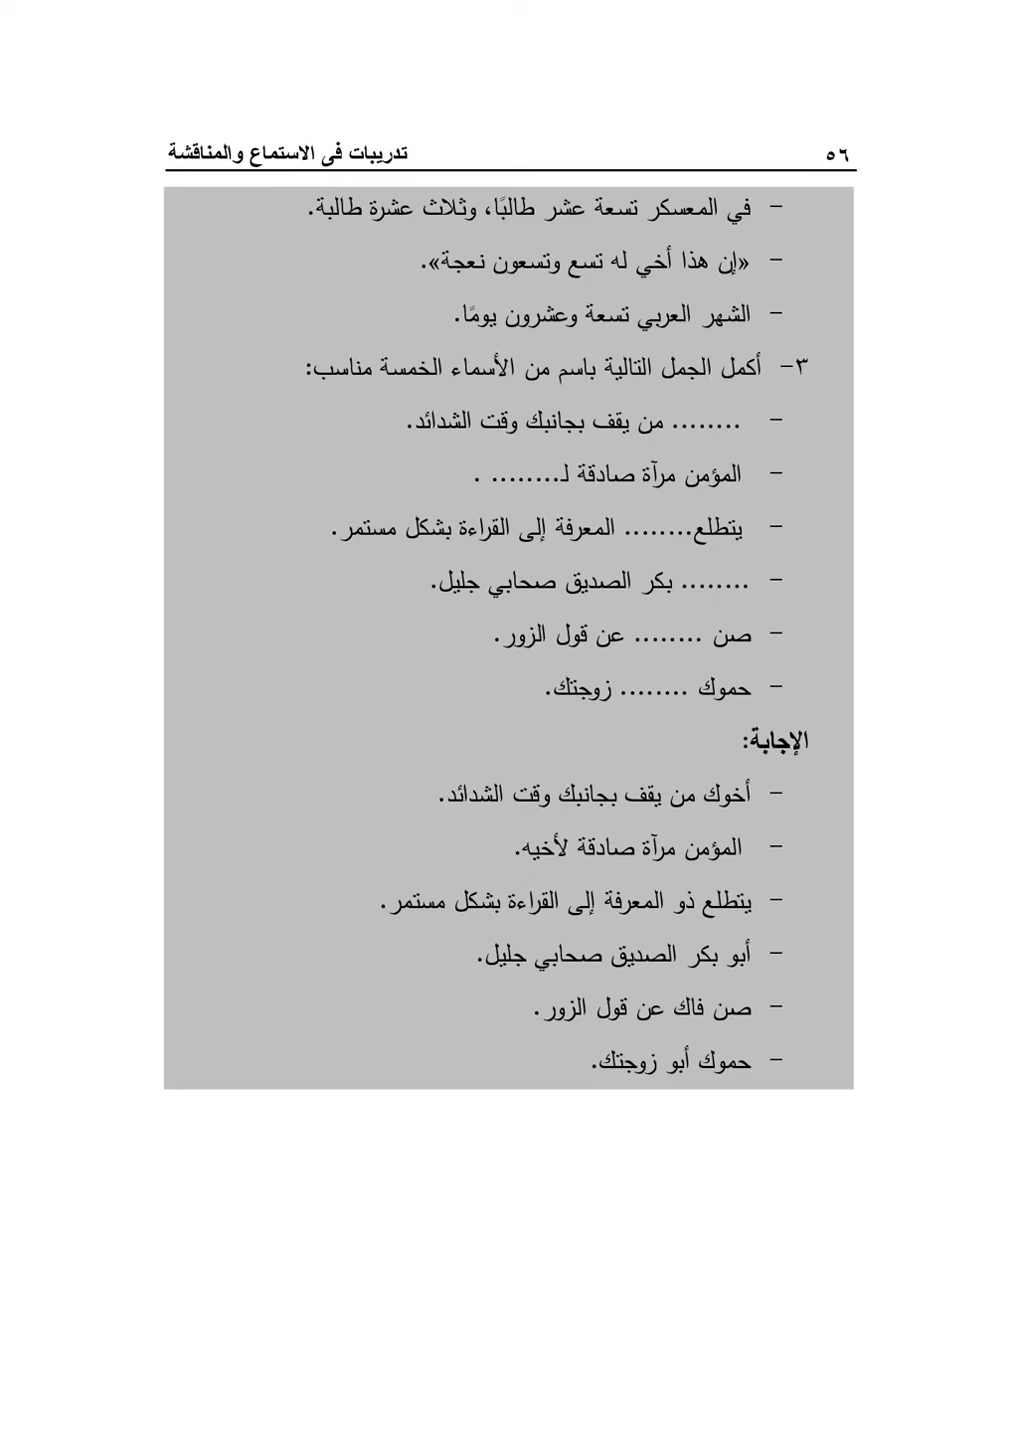 ٥٦ تدريبات فى الاستماع والمناقشة
- في المعسكر تسعة عشر طالبًا، وثلاث عشرة طالبة.
- «إن هذا أخي له تسع وتسعون نعجة».
- الشهر العربي تسعة وعشرون يومًا.
٣- أكمل الجمل التالية باسم من الأسماء الخمسة مناسب:
- ........ من يقف بجانبك وقت الشدائد.
- المؤمن مرآة صادقة لـ........ .
- يتطلع........ المعرفة إلى القراءة بشكل مستمر.
- ........ بكر الصديق صحابي جليل.
- صن ........ عن قول الزور.
- حموك ........ زوجتك.
الإجابة:
- أخوك من يقف بجانبك وقت الشدائد.
- المؤمن مرآة صادقة لأخيه.
- يتطلع ذو المعرفة إلى القراءة بشكل مستمر.
- أبو بكر الصديق صحابي جليل.
- صن فاك عن قول الزور.
- حموك أبو زوجتك.